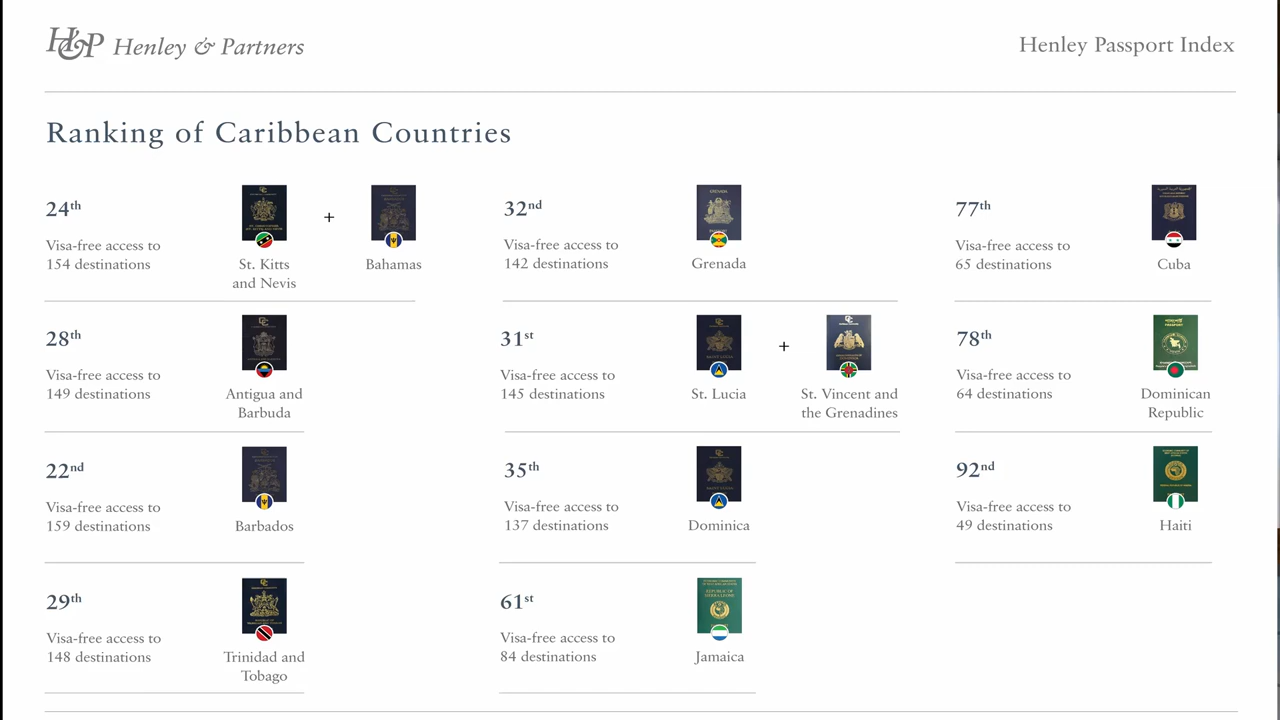 H&P Henley & Partners
Henley Passport Index
Ranking of Caribbean Countries
24th
Visa-free access to
154 destinations
St. Kitts
and Nevis
+
Bahamas
28th
Visa-free access to
149 destinations
Antigua and
Barbuda
22nd
Visa-free access to
159 destinations
Barbados
29th
Visa-free access to
148 destinations
Trinidad and
Tobago
32nd
Visa-free access to
142 destinations
Grenada
31st
Visa-free access to
145 destinations
St. Lucia
+
St. Vincent and
the Grenadines
35th
Visa-free access to
137 destinations
Dominica
61st
Visa-free access to
84 destinations
REPUBLIC OF
SIERRA LEONE
Jamaica
77th
Visa-free access to
65 destinations
Cuba
78th
Visa-free access to
64 destinations
PASSPORT
Dominican
Republic
92nd
Visa-free access to
49 destinations
Haiti